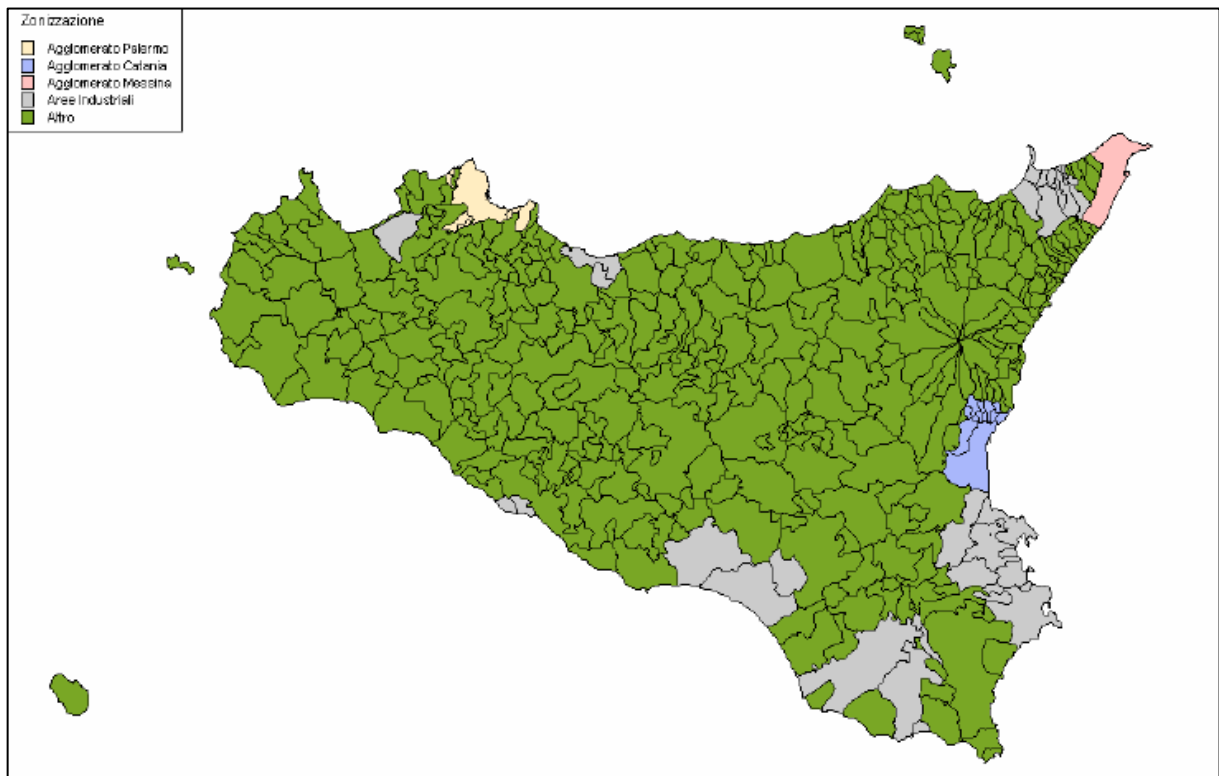 Zonizzazione
Agglomerato Palermo
Agglomerato Catania
Agglomerato Messina
Aree Industriali
Altro